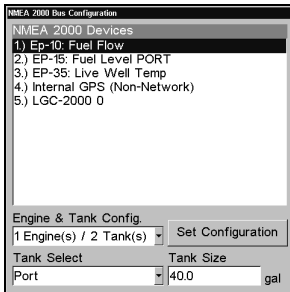 NMEA 2000 Bus Configuration
NMEA 2000 Devices
1.) Ep-10: Fuel Flow
2.) EP-15: Fuel Level PORT
3.) EP-35: Live Well Temp
4.) Internal GPS (Non-Network)
5.) LGC-2000 0
Engine & Tank Config.
1 Engine(s) / 2 Tank(s)
Set Configuration
Tank Select
Tank Size
Port
40.0
gal